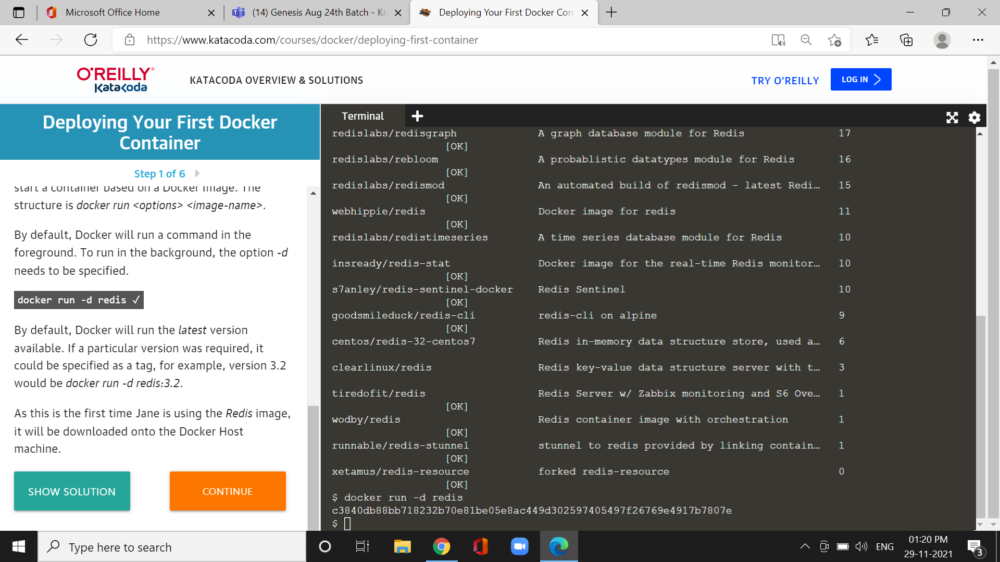 Microsoft Office Home
(14) Genesis Aug 24th Batch - Kn
Deploying Your First Docker Con
https://www.katacoda.com/courses/docker/deploying-first-container
O'REILLY®
Katacoda
KATACODA OVERVIEW & SOLUTIONS
TRY O'REILLY
LOG IN
Deploying Your First Docker
Container
Step 1 of 6
start a container based on a Docker Image. The
structure is docker run <options> <image-name>.
By default, Docker will run a command in the
foreground. To run in the background, the option -d
needs to be specified.
docker run -d redis ✓
By default, Docker will run the latest version
available. If a particular version was required, it
could be specified as a tag, for example, version 3.2
would be docker run -d redis:3.2.
As this is the first time Jane is using the Redis image,
it will be downloaded onto the Docker Host
machine.
SHOW SOLUTION
CONTINUE
Terminal
redislabs/redisgraph A graph database module for Redis 17
[OK]
redislabs/rebloom A probablistic datatypes module for Redis 16
[OK]
redislabs/redismod An automated build of redismod - latest Redi… 15
[OK]
webhippie/redis Docker image for redis 11
[OK]
redislabs/redistimeseries A time series database module for Redis 10
insready/redis-stat Docker image for the real-time Redis monitor… 10
[OK]
s7anley/redis-sentinel-docker Redis Sentinel 10
[OK]
goodsmileduck/redis-cli redis-cli on alpine 9
[OK]
centos/redis-32-centos7 Redis in-memory data structure store, used a… 6
clearlinux/redis Redis key-value data structure server with t… 3
tiredofit/redis Redis Server w/ Zabbix monitoring and S6 Ove… 1
[OK]
wodby/redis Redis container image with orchestration 1
[OK]
runnable/redis-stunnel stunnel to redis provided by linking contain… 1
[OK]
xetamus/redis-resource forked redis-resource 0
[OK]
$ docker run -d redis
c3840db88bb718232b70e81be05e8ac449d302597405497f26769e4917b7807e
$
Type here to search
ENG
01:20 PM
29-11-2021
3